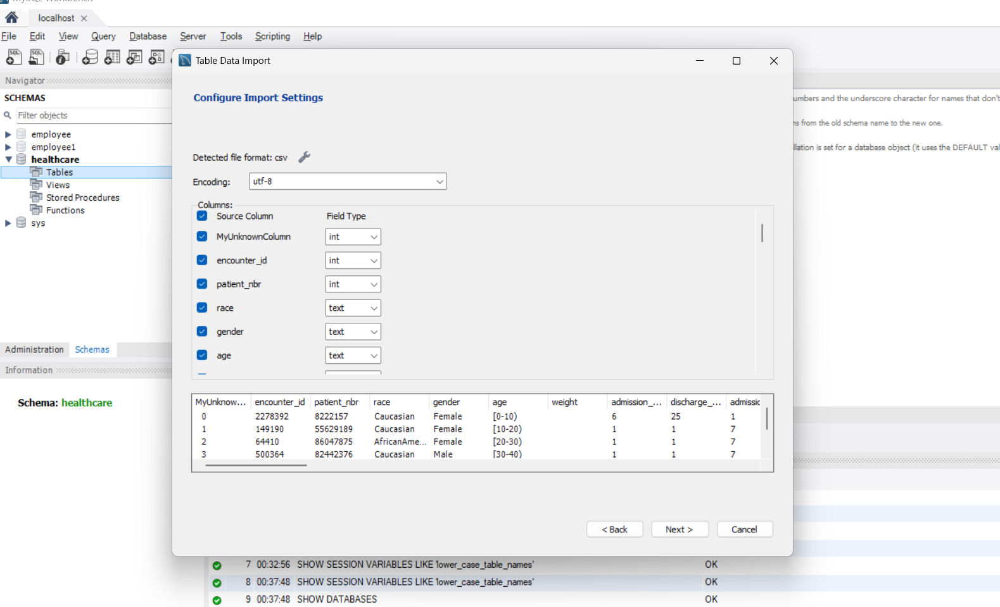 MySQL Workbench
localhost
File Edit View Query Database Server Tools Scripting Help
Navigator
SCHEMAS
Filter objects
employee
employee1
healthcare
Tables
Views
Stored Procedures
Functions
sys
Administration Schemas
Information
Schema: healthcare
Table Data Import
Configure Import Settings
Detected file format: csv
Encoding: utf-8
Columns:
Source Column Field Type
MyUnknownColumn int
encounter_id int
patient_nbr int
race text
gender text
age text
MyUnknow... encounter_id patient_nbr race gender age weight admission_... discharge_... admissic
0 2278392 8222157 Caucasian Female [0-10) 6 25 1
1 149190 55629189 Caucasian Female [10-20) 1 1 7
2 64410 86047875 AfricanAme... Female [20-30) 1 1 7
3 500364 82442376 Caucasian Male [30-40) 1 1 7
< Back Next > Cancel
umbers and the underscore character for names that don't
ns from the old schema name to the new one.
llation is set for a database object (it uses the DEFAULT val
7 00:32:56 SHOW SESSION VARIABLES LIKE 'lower_case_table_names' OK
8 00:37:48 SHOW SESSION VARIABLES LIKE 'lower_case_table_names' OK
9 00:37:48 SHOW DATABASES OK